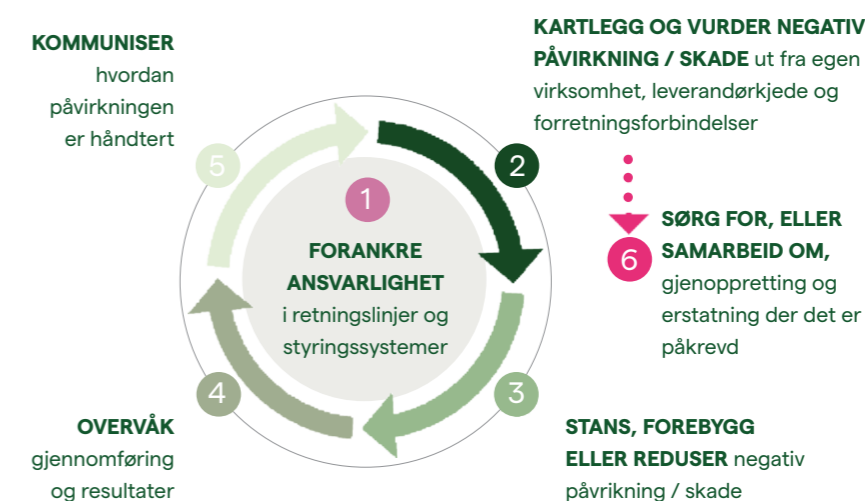 1
FORANKRE
ANSVARLIGHET
i retningslinjer og
styringssystemer
2
KARTLEGG OG VURDER NEGATIV
PÅVIRKNING / SKADE ut fra egen
virksomhet, leverandørkjede og
forretningsforbindelser
3
STANS, FOREBYGG
ELLER REDUSER negativ
påvrikning / skade
4
OVERVÅK
gjennomføring
og resultater
5
KOMMUNISER
hvordan
påvirkningen
er håndtert
6
SØRG FOR, ELLER
SAMARBEID OM,
gjenoppretting og
erstatning der det er
påkrevd